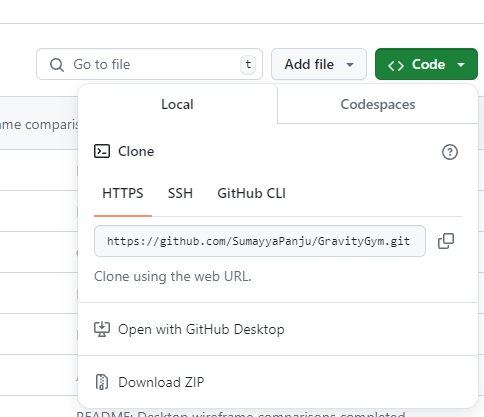 Go to file t Add file Code
Local Codespaces
ame comparis
Clone
HTTPS SSH GitHub CLI
https://github.com/SumayyaPanju/GravityGym.git
Clone using the web URL.
Open with GitHub Desktop
Download ZIP
README: Desktop wireframe comparisons completed